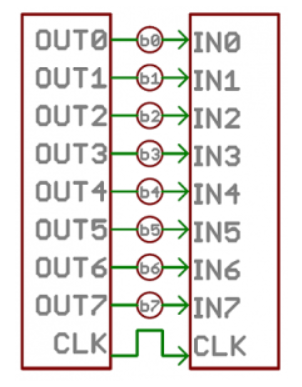 OUT0 b0 IN0
OUT1 b1 IN1
OUT2 b2 IN2
OUT3 b3 IN3
OUT4 b4 IN4
OUT5 b5 IN5
OUT6 b6 IN6
OUT7 b7 IN7
CLK CLK